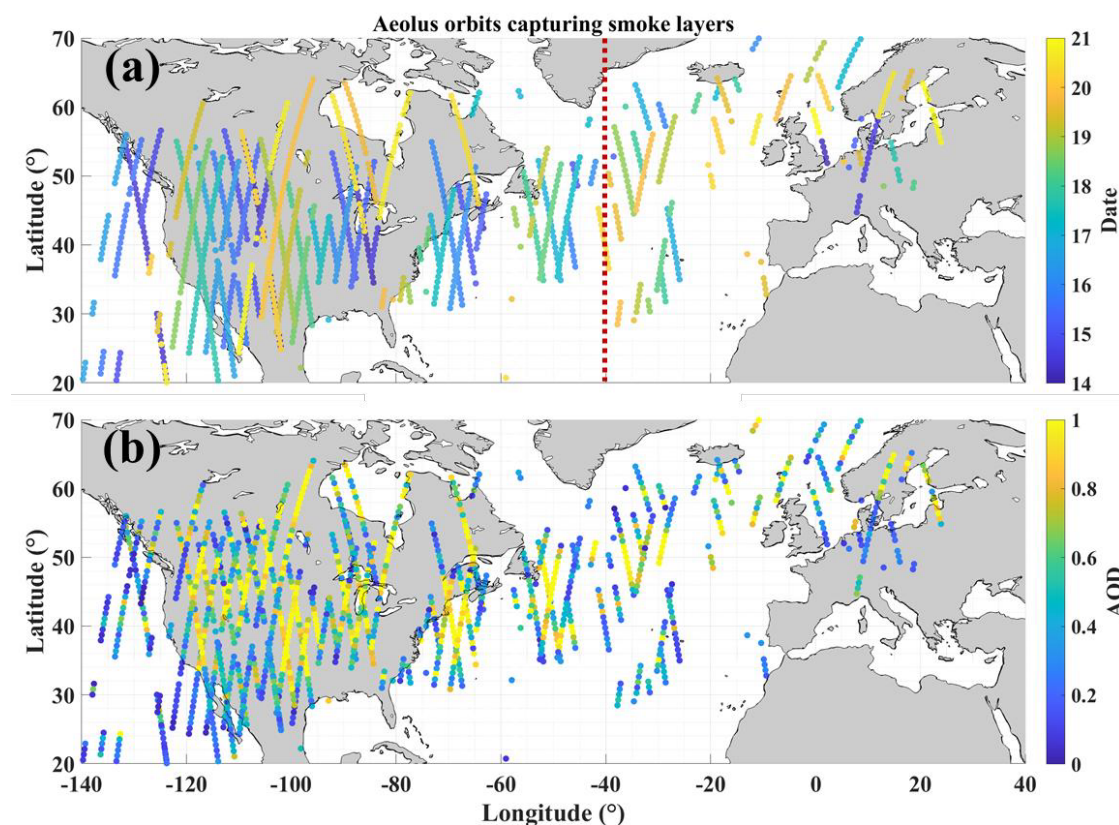 Aeolus orbits capturing smoke layers
(a)
70
60
50
40
30
20
Latitude (°)
21
20
19
18
17
16
15
14
Date
(b)
70
60
50
40
30
20
Latitude (°)
1
0.8
0.6
0.4
0.2
0
AOD
-140 -120 -100 -80 -60 -40 -20 0 20 40
Longitude (°)